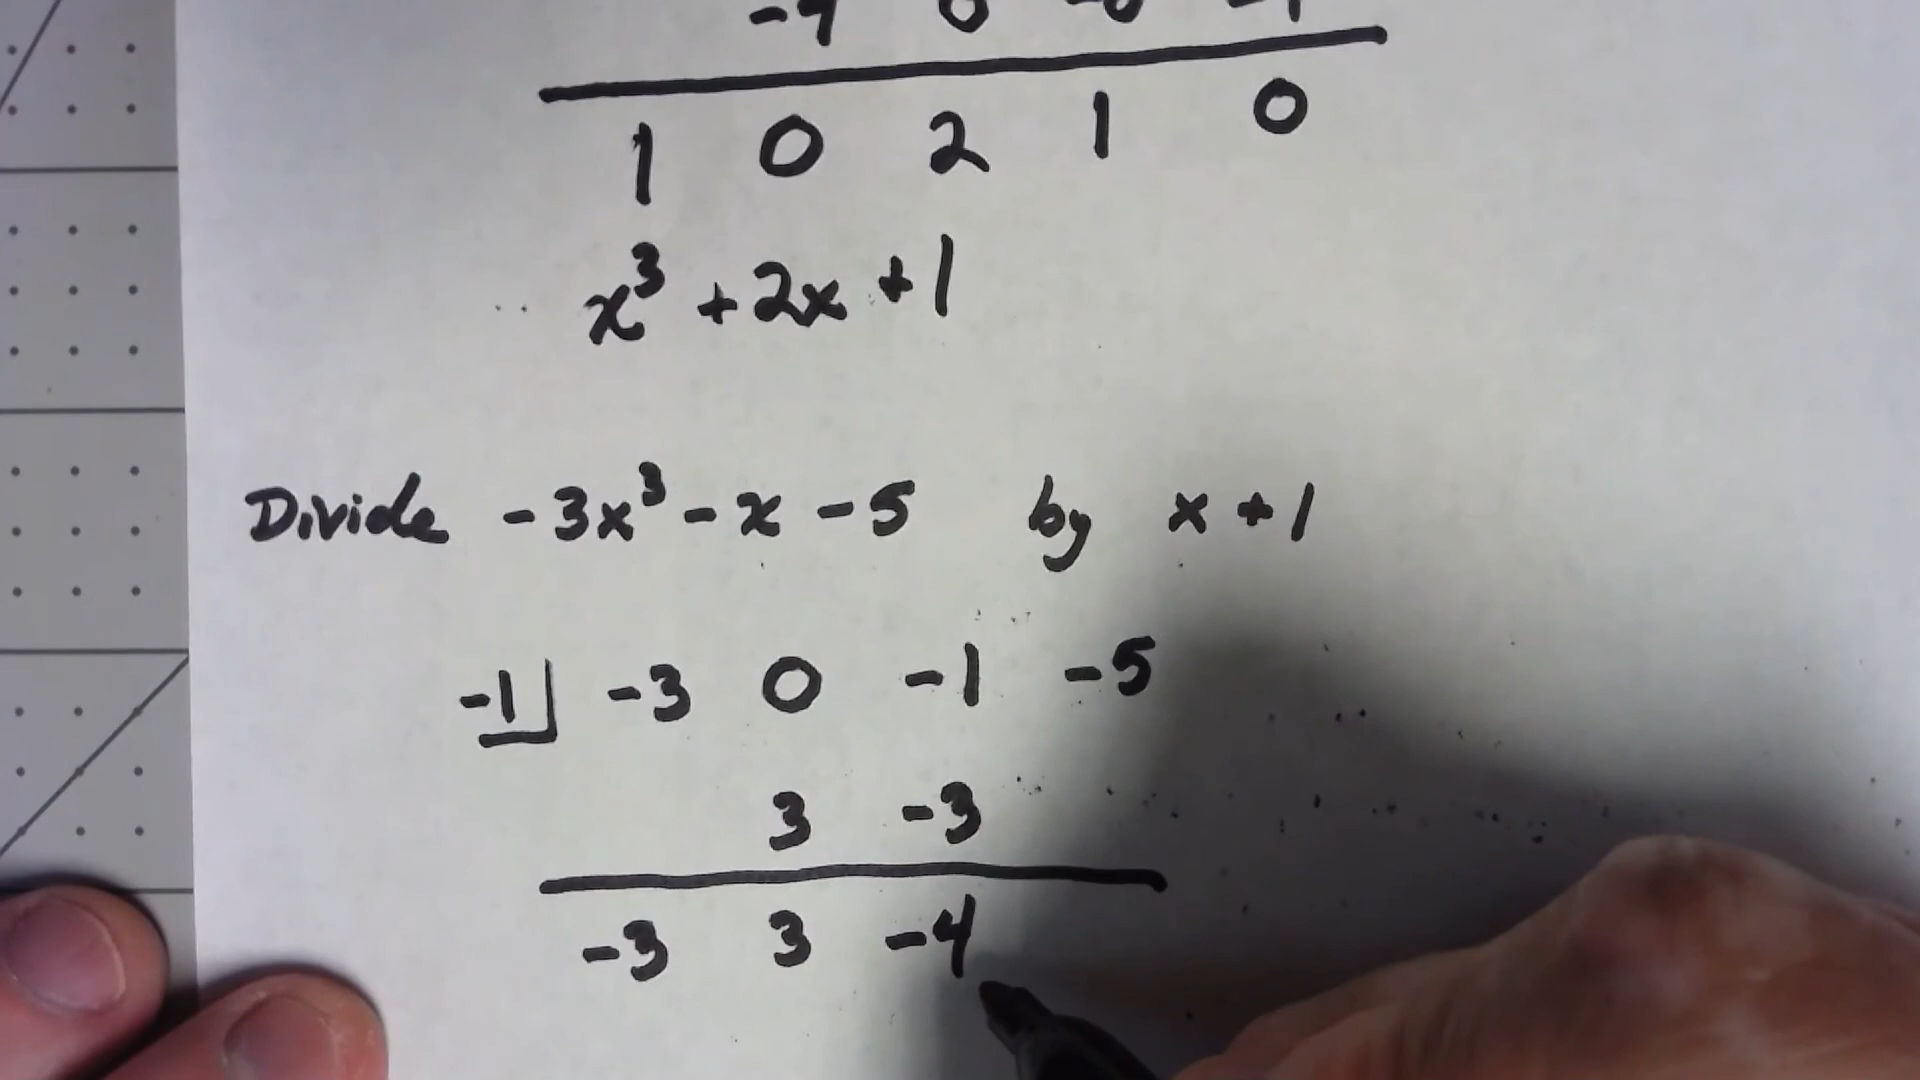 1 0 2 1 0
x³ + 2x + 1
Divide -3x³ - x - 5 by x + 1
-1 -3 0 -1 -5
3 -3
-3 3 -4